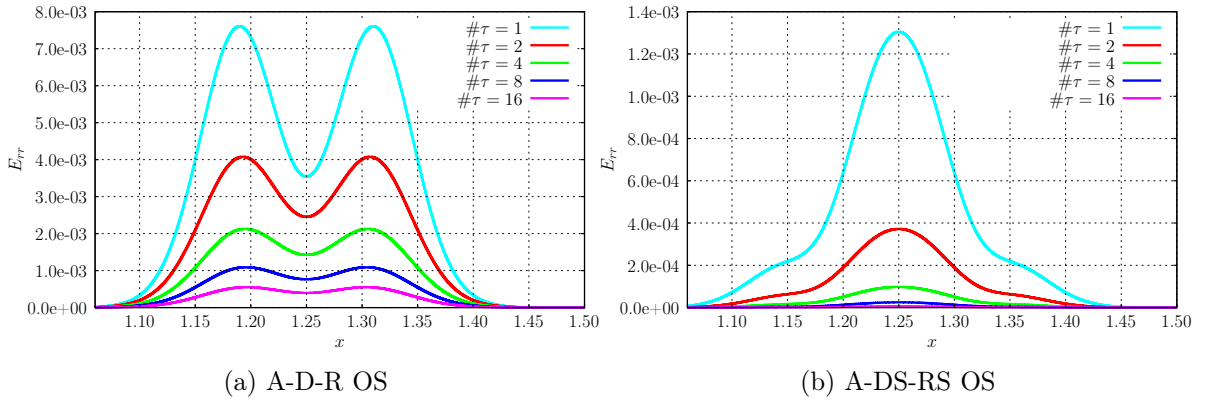 8.0e-03
7.0e-03
6.0e-03
5.0e-03
4.0e-03
3.0e-03
2.0e-03
1.0e-03
0.0e+00
E_{rr}
#τ = 1
#τ = 2
#τ = 4
#τ = 8
#τ = 16
1.10 1.15 1.20 1.25 1.30 1.35 1.40 1.45 1.50
x
(a) A-D-R OS
1.4e-03
1.2e-03
1.0e-03
8.0e-04
6.0e-04
4.0e-04
2.0e-04
0.0e+00
E_{rr}
#τ = 1
#τ = 2
#τ = 4
#τ = 8
#τ = 16
1.10 1.15 1.20 1.25 1.30 1.35 1.40 1.45 1.50
x
(b) A-DS-RS OS